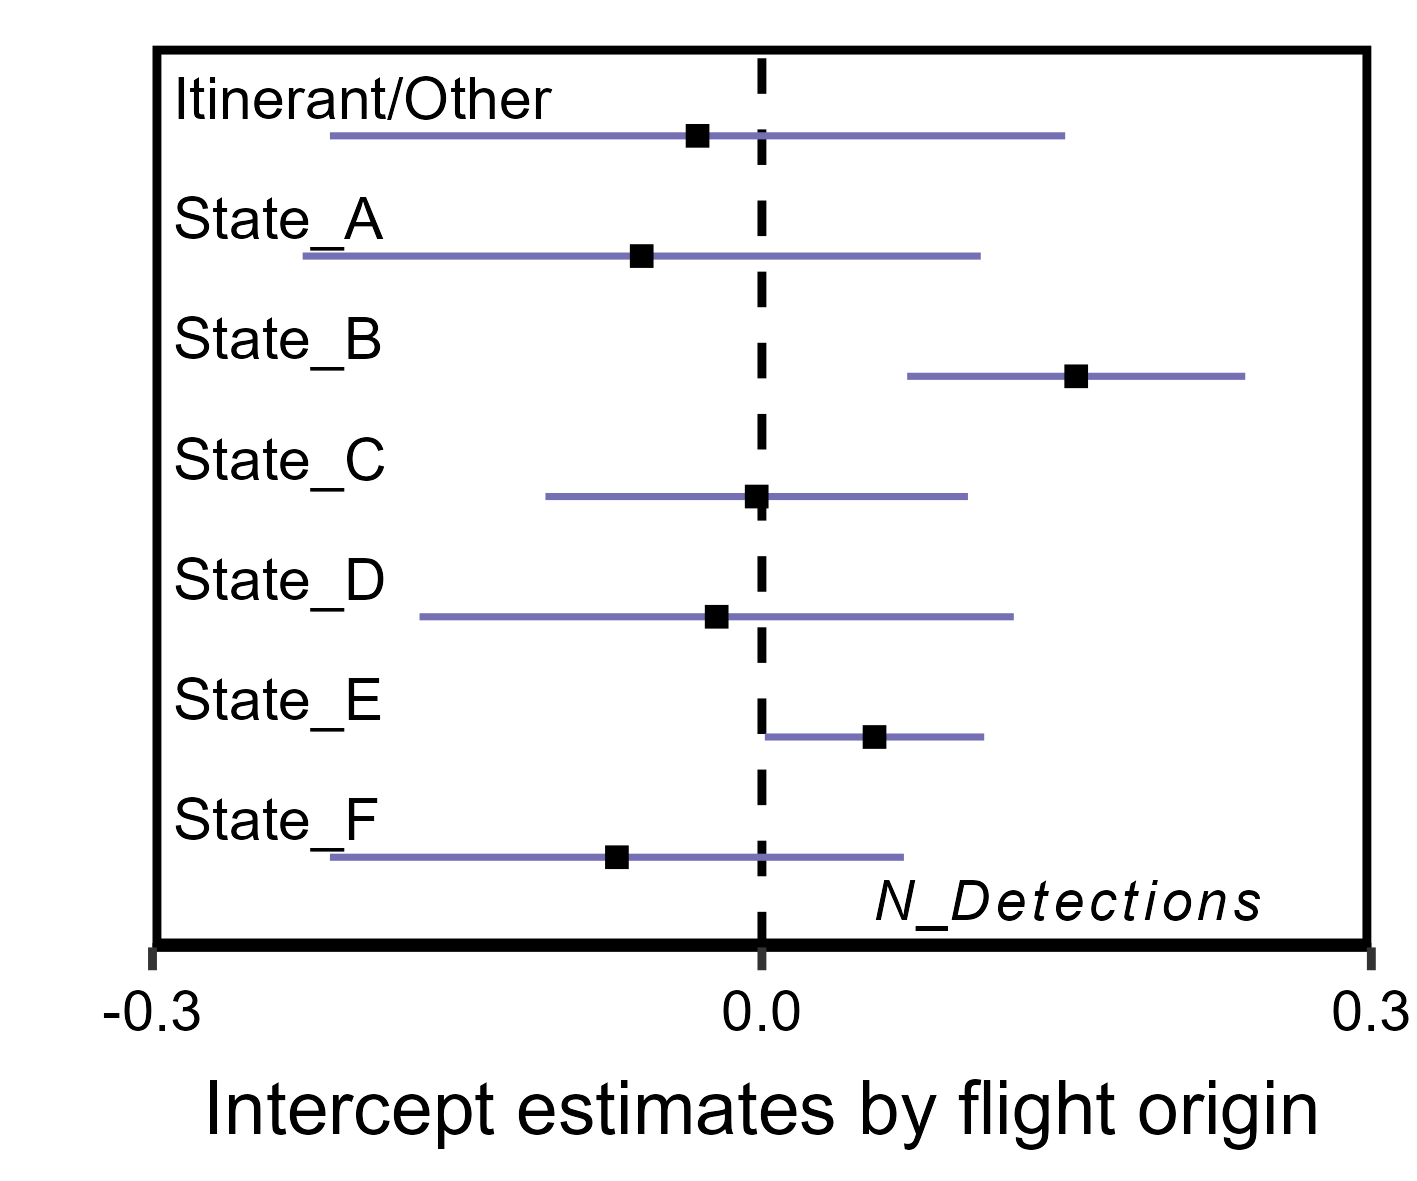 Itinerant/Other
State_A
State_B
State_C
State_D
State_E
State_F
N_Detections
-0.3 0.0 0.3
Intercept estimates by flight origin